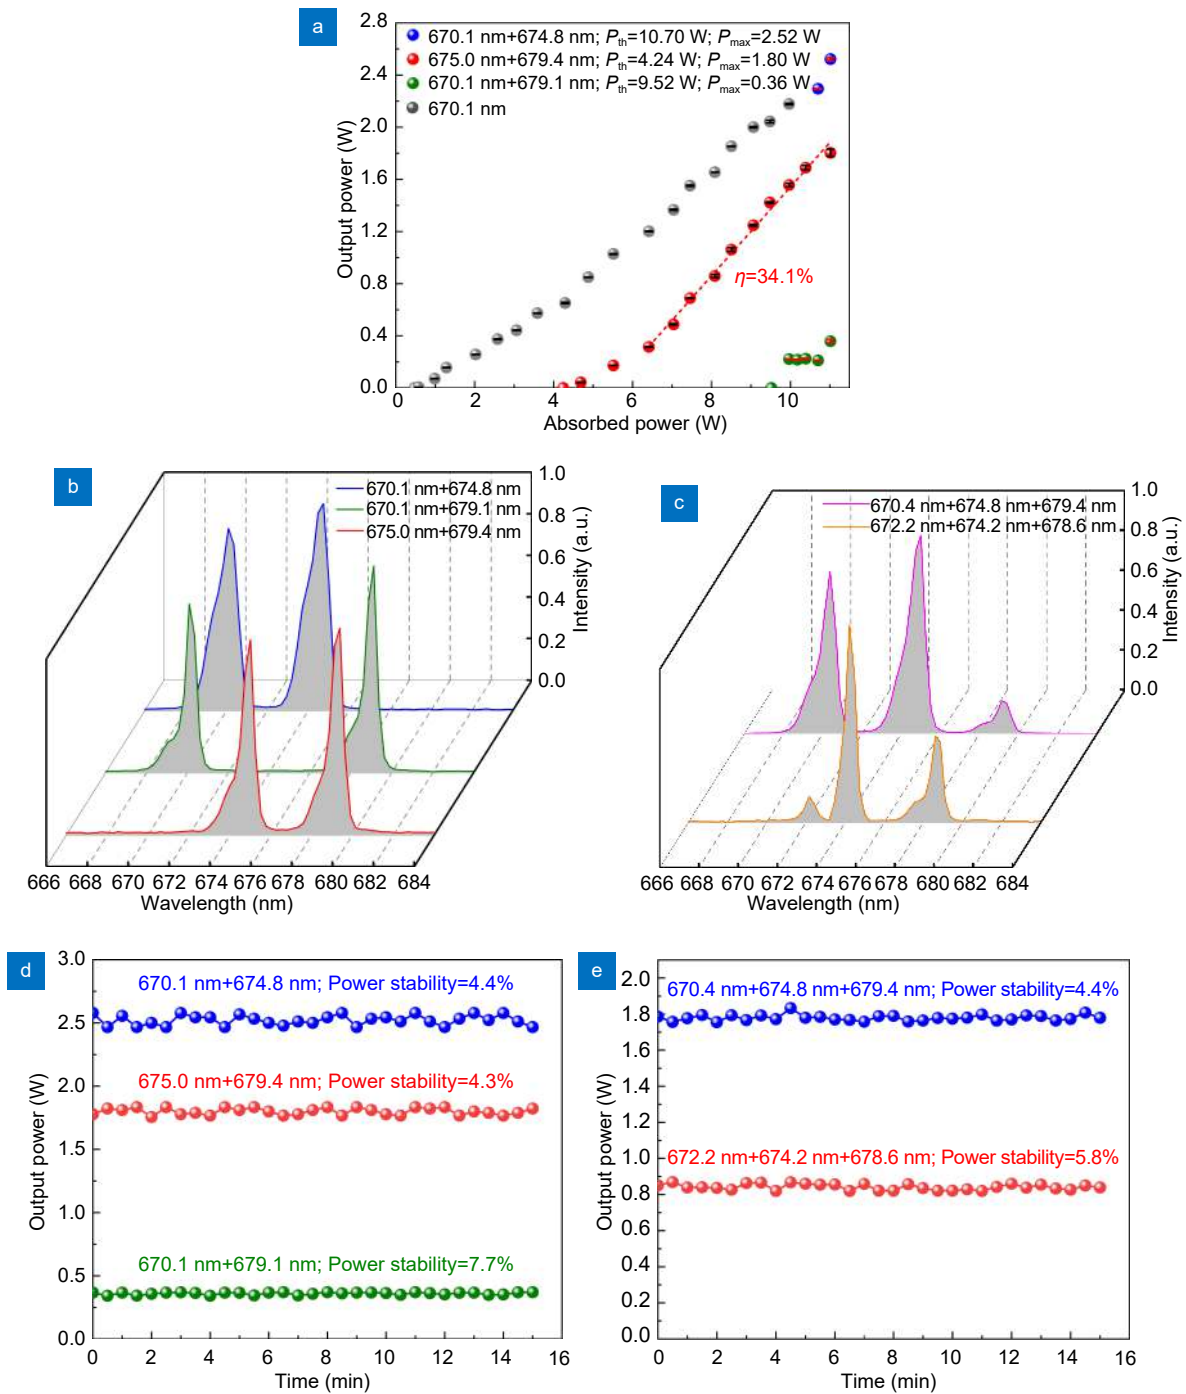 a
2.8
2.4
2.0
1.6
1.2
0.8
0.4
0.0
Output power (W)
670.1 nm+674.8 nm; Pth=10.70 W; Pmax=2.52 W
675.0 nm+679.4 nm; Pth=4.24 W; Pmax=1.80 W
670.1 nm+679.1 nm; Pth=9.52 W; Pmax=0.36 W
670.1 nm
η=34.1%
0 2 4 6 8 10
Absorbed power (W)
b
670.1 nm+674.8 nm
670.1 nm+679.1 nm
675.0 nm+679.4 nm
1.0
0.8
0.6
0.4
0.2
0.0
Intensity (a.u.)
666 668 670 672 674 676 678 680 682 684
Wavelength (nm)
c
670.4 nm+674.8 nm+679.4 nm
672.2 nm+674.2 nm+678.6 nm
1.0
0.8
0.6
0.4
0.2
0.0
Intensity (a.u.)
666 668 670 672 674 676 678 680 682 684
Wavelength (nm)
d
3.0
2.5
2.0
1.5
1.0
0.5
0.0
Output power (W)
670.1 nm+674.8 nm; Power stability=4.4%
675.0 nm+679.4 nm; Power stability=4.3%
670.1 nm+679.1 nm; Power stability=7.7%
0 2 4 6 8 10 12 14 16
Time (min)
e
2.0
1.8
1.6
1.4
1.2
1.0
0.8
0.6
0.4
0.2
0.0
Output power (W)
670.4 nm+674.8 nm+679.4 nm; Power stability=4.4%
672.2 nm+674.2 nm+678.6 nm; Power stability=5.8%
0 2 4 6 8 10 12 14 16
Time (min)